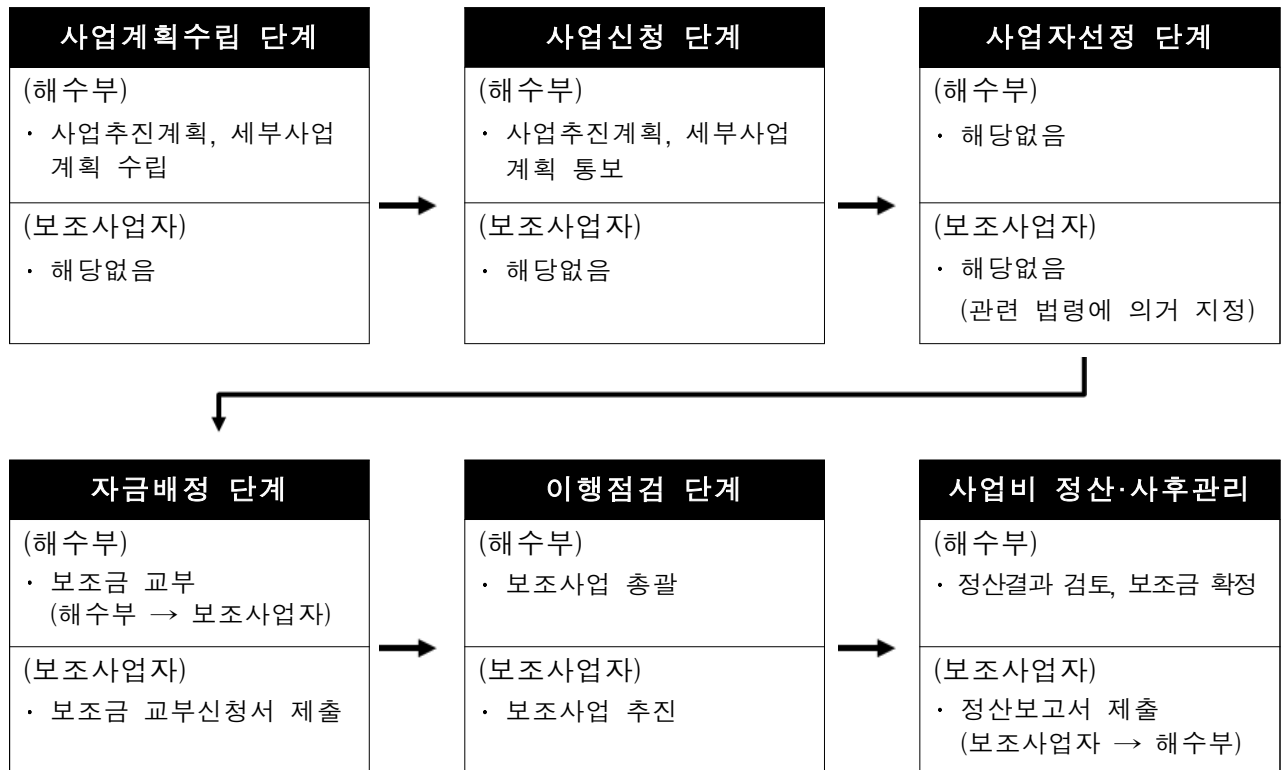 사업계획수립 단계
(해수부)
· 사업추진계획, 세부사업
계획 수립
(보조사업자)
· 해당없음
사업신청 단계
(해수부)
· 사업추진계획, 세부사업
계획 통보
(보조사업자)
· 해당없음
사업자선정 단계
(해수부)
· 해당없음
(보조사업자)
· 해당없음
(관련 법령에 의거 지정)
자금배정 단계
(해수부)
· 보조금 교부
(해수부 → 보조사업자)
(보조사업자)
· 보조금 교부신청서 제출
이행점검 단계
(해수부)
· 보조사업 총괄
(보조사업자)
· 보조사업 추진
사업비 정산·사후관리
(해수부)
· 정산결과 검토, 보조금 확정
(보조사업자)
· 정산보고서 제출
(보조사업자 → 해수부)